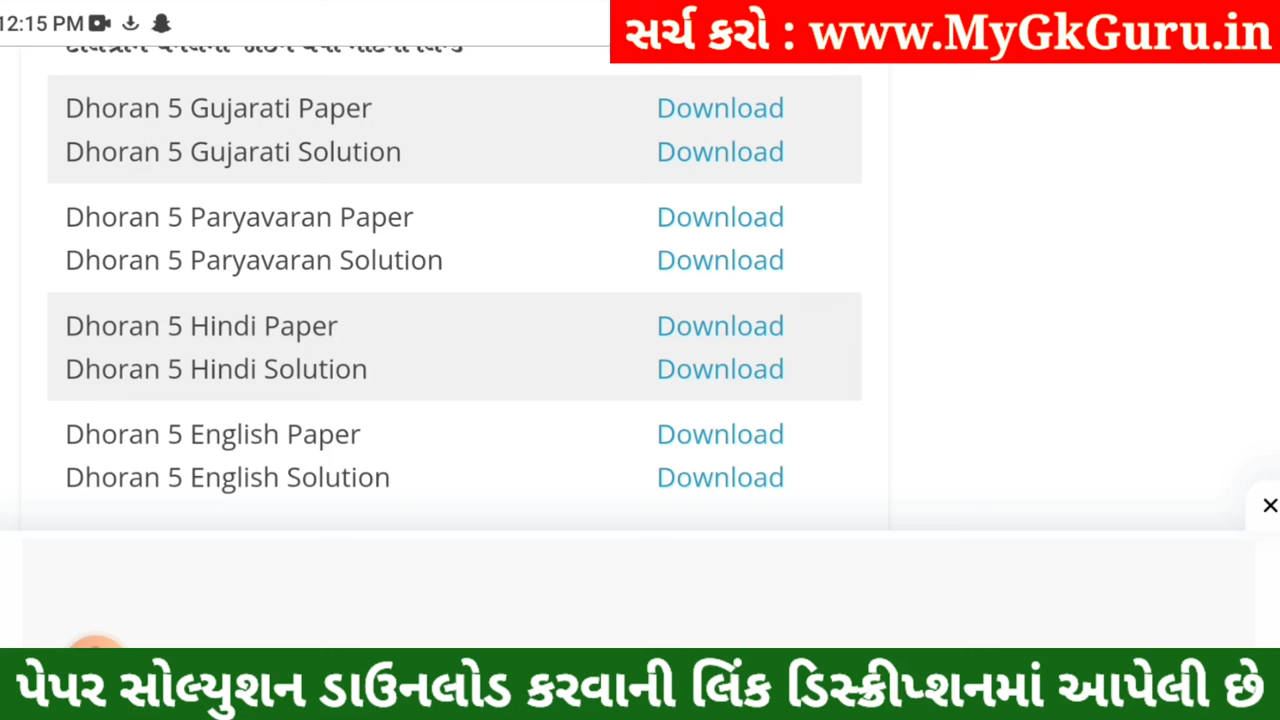 12:15 PM
સર્ચ કરો : www.MyGkGuru.in
Dhoran 5 Gujarati Paper Download
Dhoran 5 Gujarati Solution Download
Dhoran 5 Paryavaran Paper Download
Dhoran 5 Paryavaran Solution Download
Dhoran 5 Hindi Paper Download
Dhoran 5 Hindi Solution Download
Dhoran 5 English Paper Download
Dhoran 5 English Solution Download
પેપર સોલ્યુશન ડાઉનલોડ કરવાની લિંક ડિસ્ક્રીપ્શનમાં આપેલી છે